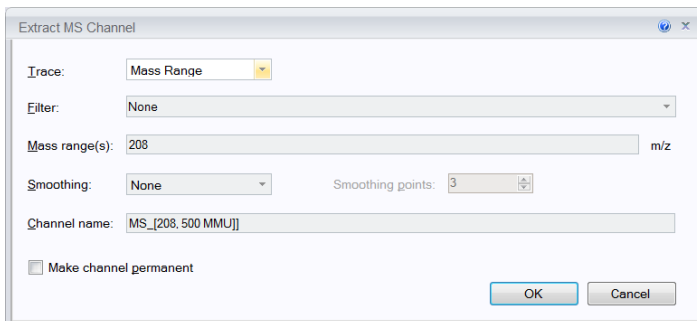 Extract MS Channel
Trace: Mass Range
Filter: None
Mass range(s): 208 m/z
Smoothing: None Smoothing points: 3
Channel name: MS_[208, 500 MMU]]
Make channel permanent
OK Cancel